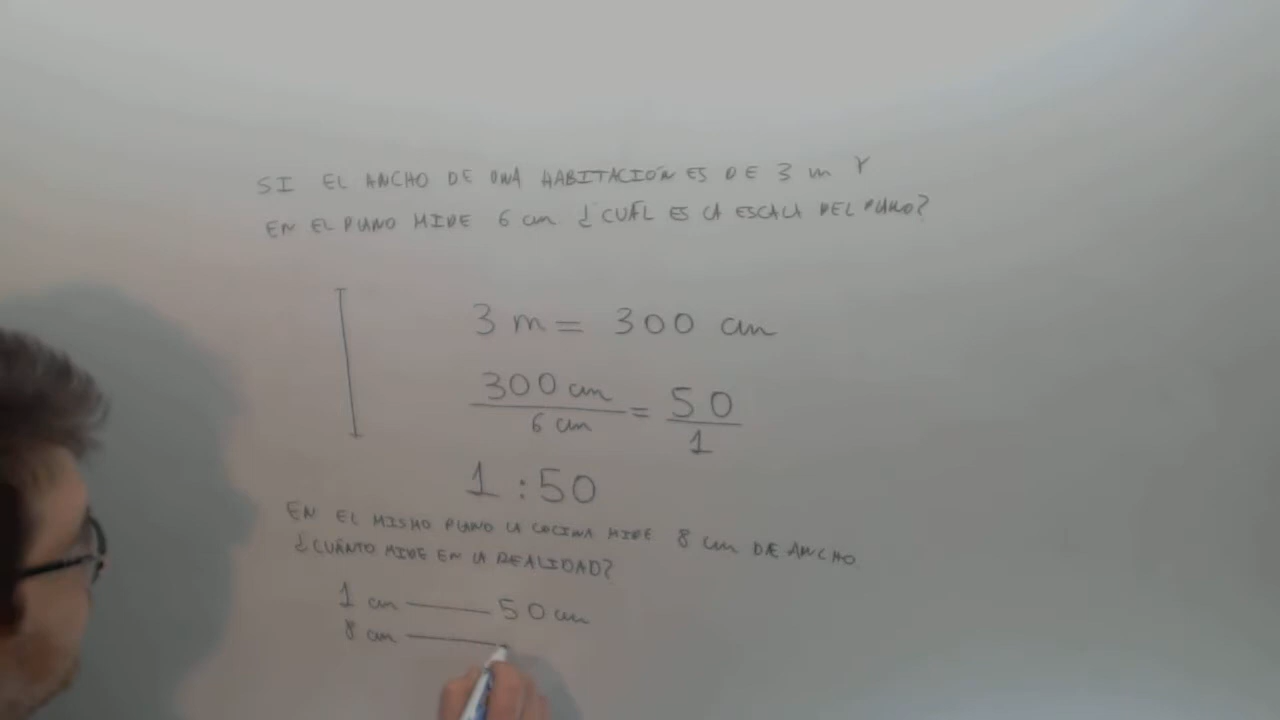 SI EL ANCHO DE UNA HABITACIÓN ES DE 3 m Y
EN EL PLANO MIDE 6 cm ¿CUÁL ES LA ESCALA DEL PLANO?
3 m = 300 cm
300 cm / 6 cm = 50 / 1
1 : 50
EN EL MISMO PLANO LA COCINA MIDE 8 cm DE ANCHO
¿CUÁNTO MIDE EN LA REALIDAD?
1 cm —— 50 cm
8 cm ——